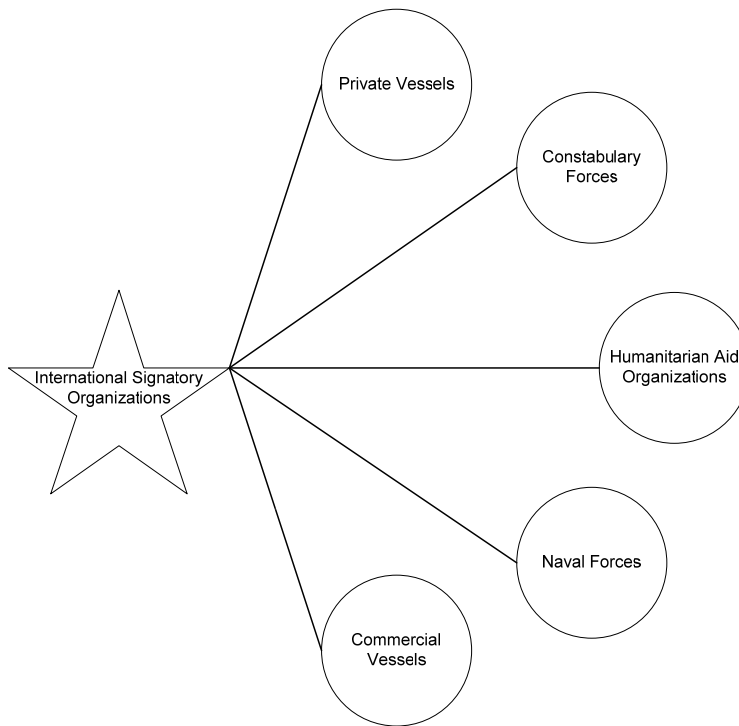 Private Vessels
Constabulary
Forces
International Signatory
Organizations
Humanitarian Aid
Organizations
Naval Forces
Commercial
Vessels